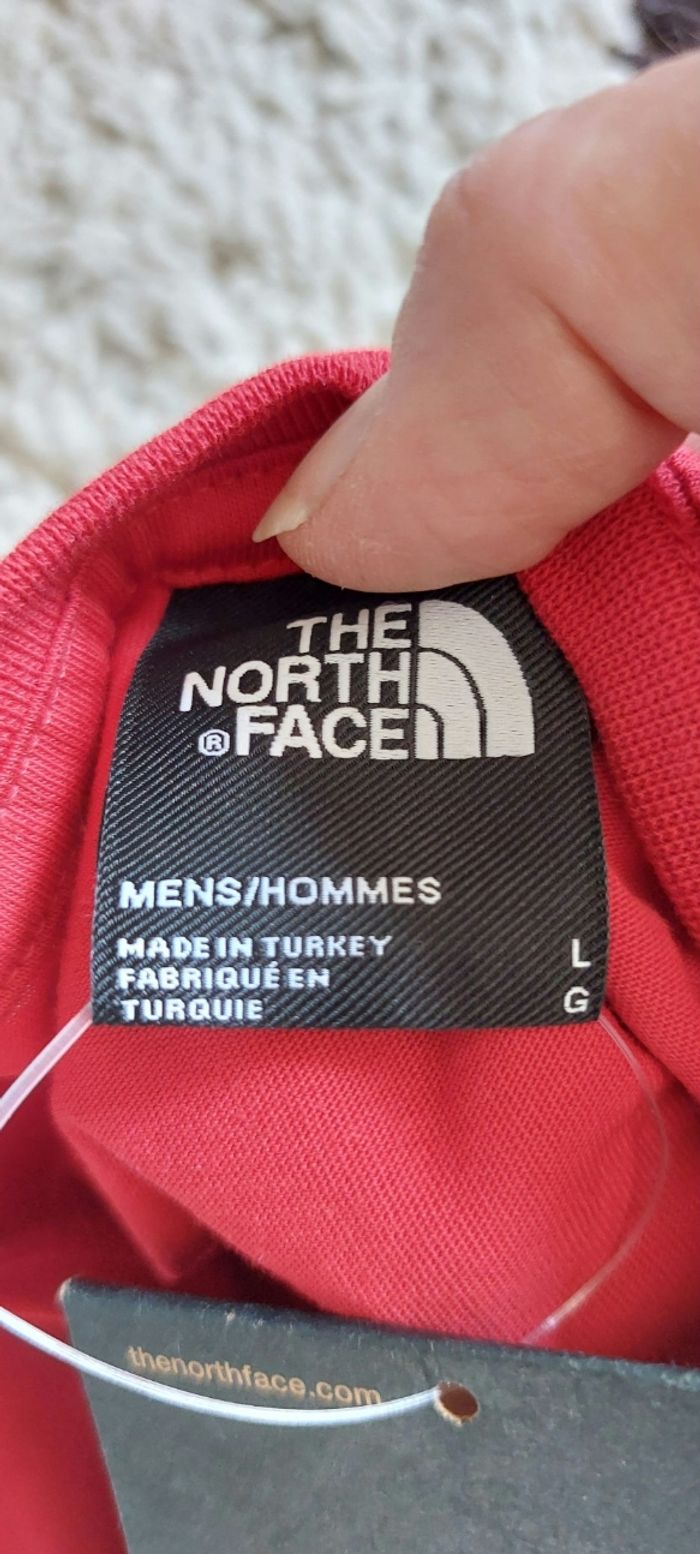 THE
NORTH
® FACE
MENS/HOMMES
MADE IN TURKEY
FABRIQUÉ EN
TURQUIE
L
G
thenorthface.com